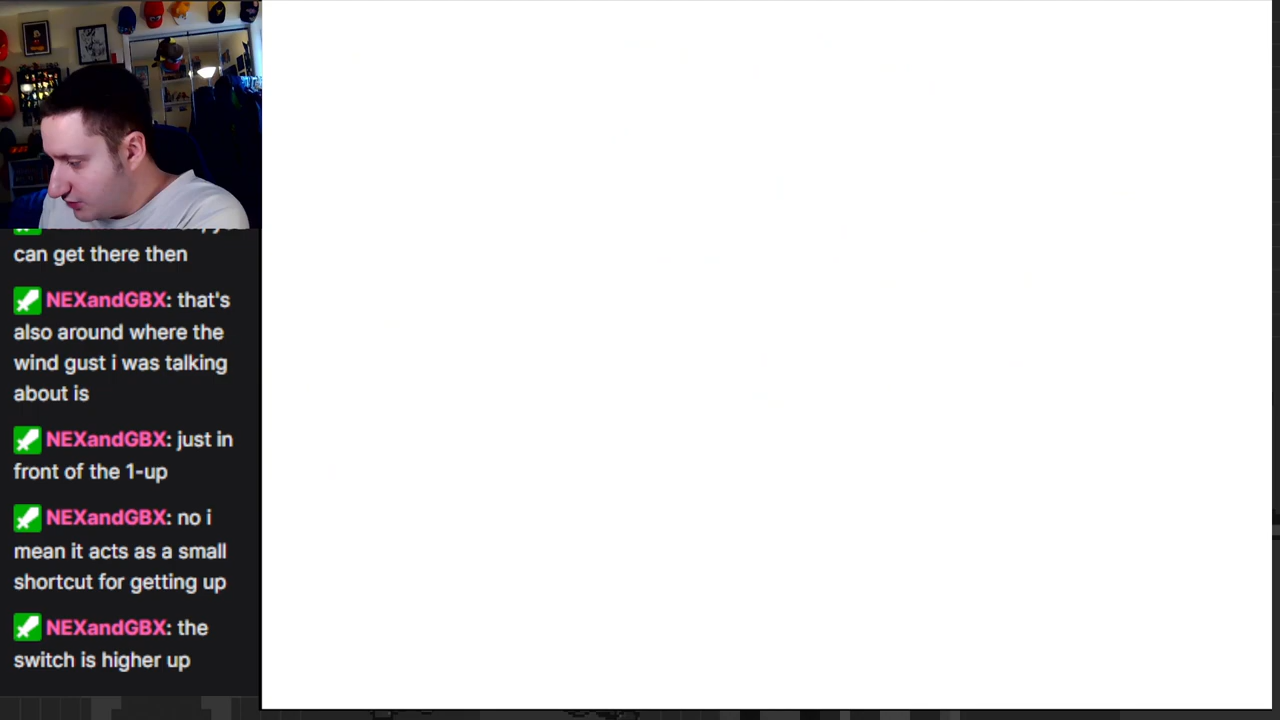 can get there then
NEXandGBX: that's
also around where the
wind gust i was talking
about is
NEXandGBX: just in
front of the 1-up
NEXandGBX: no i
mean it acts as a small
shortcut for getting up
NEXandGBX: the
switch is higher up